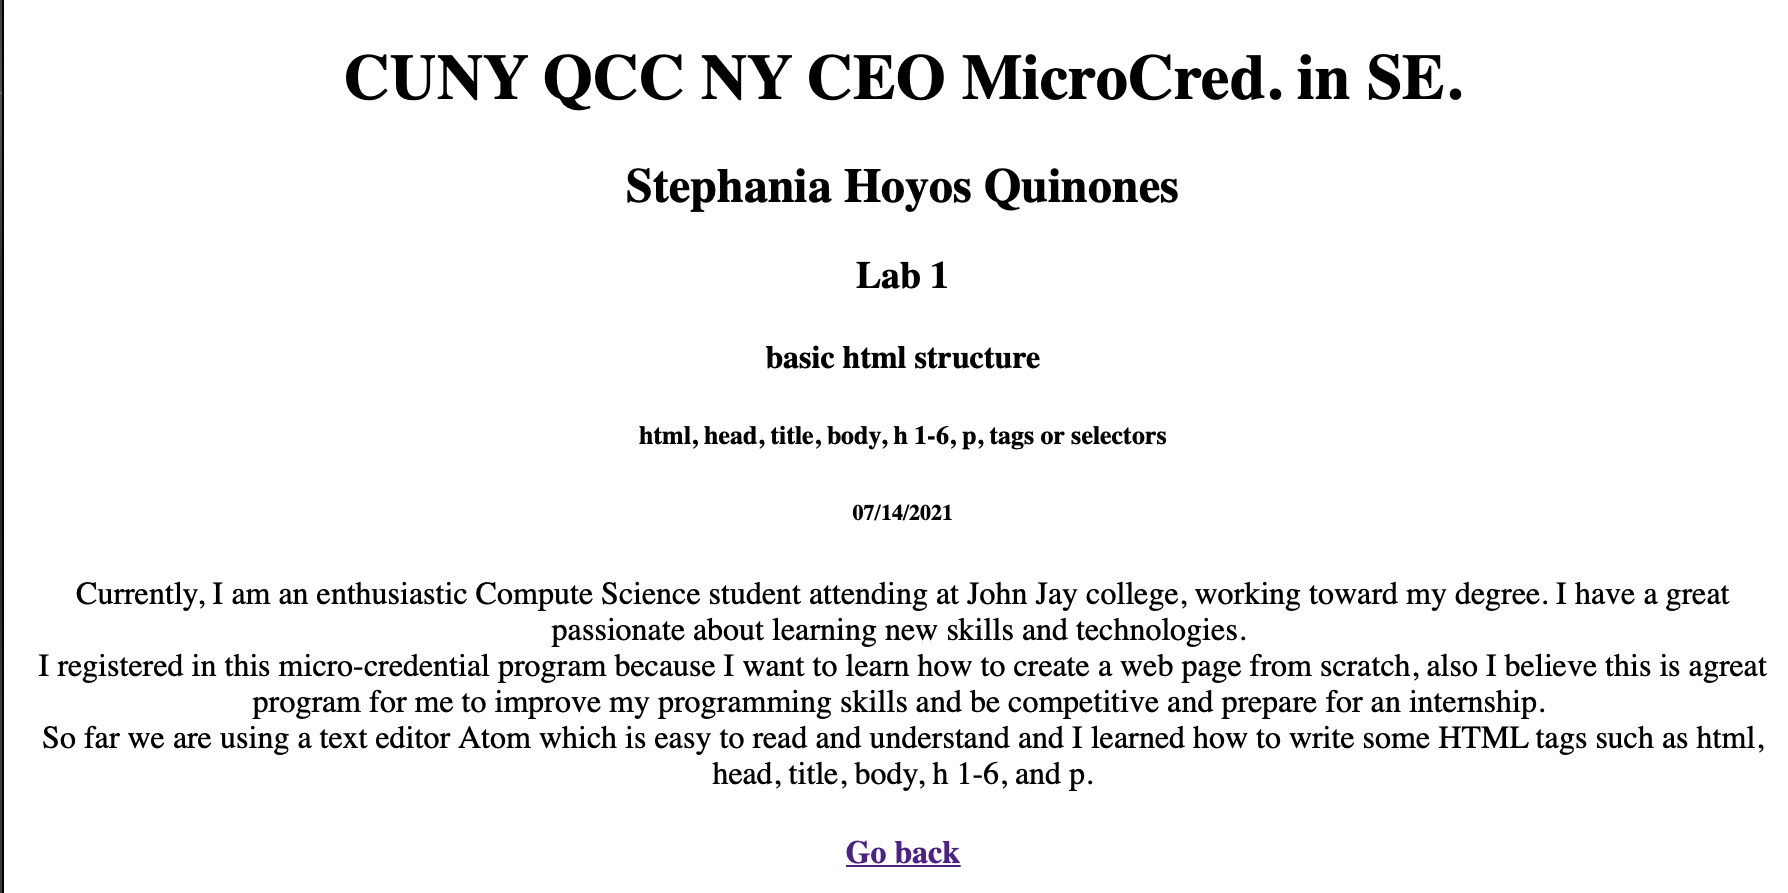 CUNY QCC NY CEO MicroCred. in SE.
Stephania Hoyos Quinones
Lab 1
basic html structure
html, head, title, body, h 1-6, p, tags or selectors
07/14/2021
Currently, I am an enthusiastic Compute Science student attending at John Jay college, working toward my degree. I have a great
passionate about learning new skills and technologies.
I registered in this micro-credential program because I want to learn how to create a web page from scratch, also I believe this is agreat
program for me to improve my programming skills and be competitive and prepare for an internship.
So far we are using a text editor Atom which is easy to read and understand and I learned how to write some HTML tags such as html,
head, title, body, h 1-6, and p.
Go back